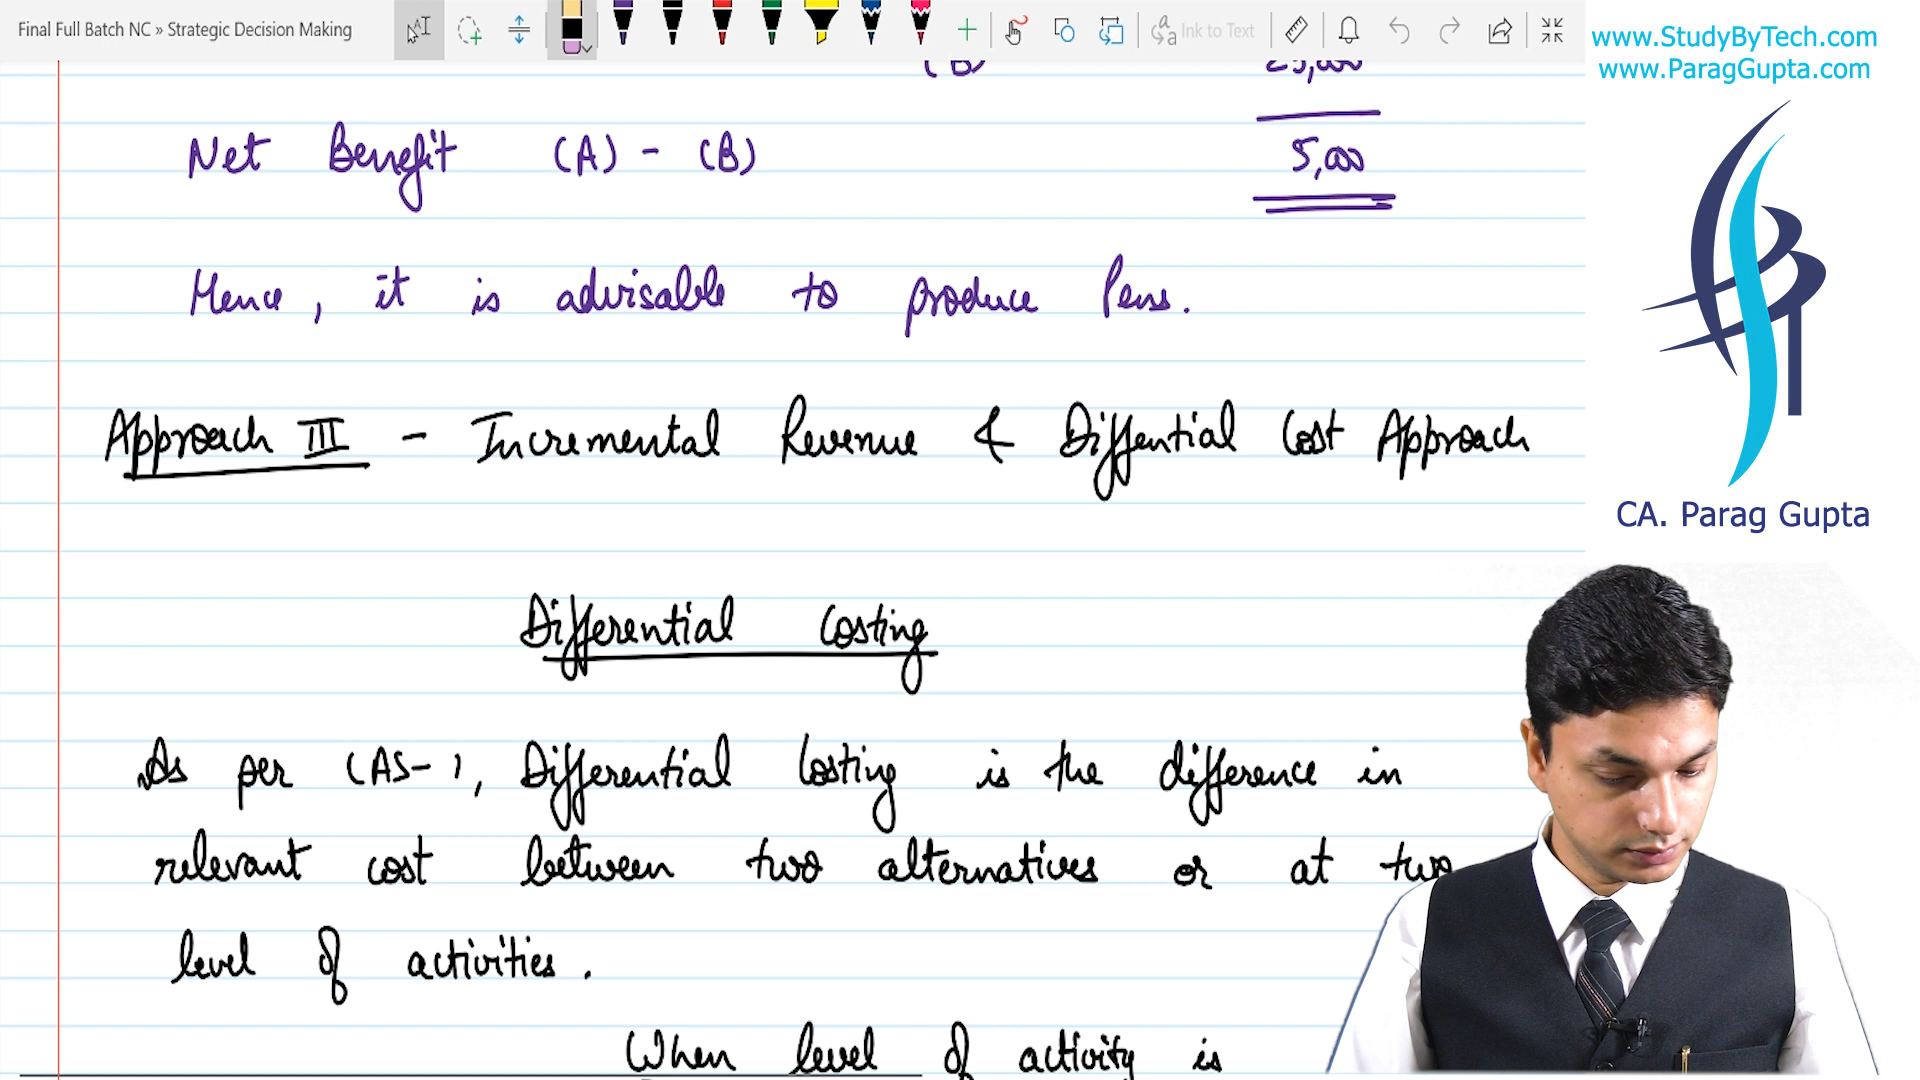 Final Full Batch NC » Strategic Decision Making
Ink to Text
www.StudyByTech.com
www.ParagGupta.com
(B) 25,000
Net Benefit (A) - (B) 5,000
Hence, it is advisable to produce Pens.
Approach III - Incremental Revenue & Diffential Cost Approach
CA. Parag Gupta
Differential Costing
As per CAS-1, Differential Costing is the difference in
relevant cost between two alternatives or at two
level of activities.
When level of activity is